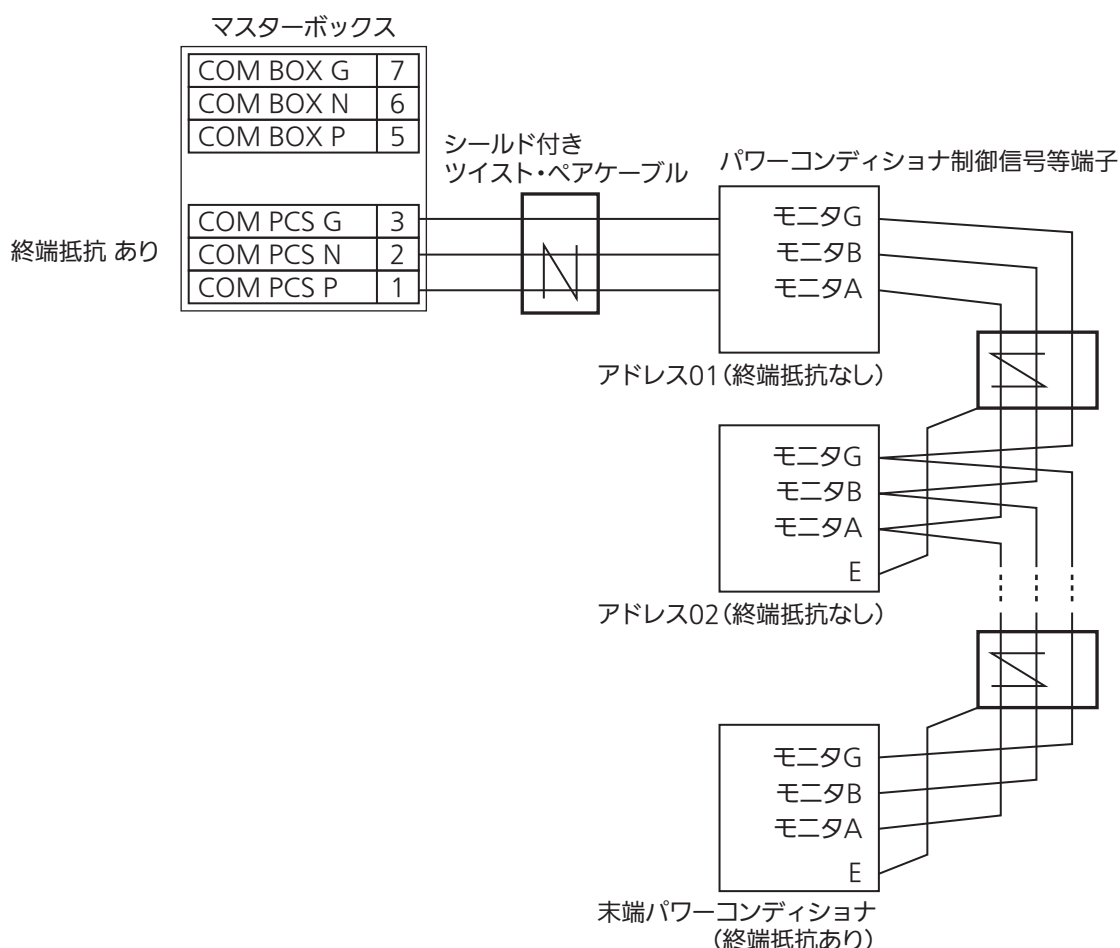 マスターボックス
COM BOX G 7
COM BOX N 6
COM BOX P 5
シールド付き
ツイスト・ペアケーブル
パワーコンディショナ制御信号等端子
終端抵抗 あり
COM PCS G 3
COM PCS N 2
COM PCS P 1
モニタG
モニタB
モニタA
アドレス01(終端抵抗なし)
モニタG
モニタB
モニタA
E
アドレス02(終端抵抗なし)
モニタG
モニタB
モニタA
E
末端パワーコンディショナ
(終端抵抗あり)